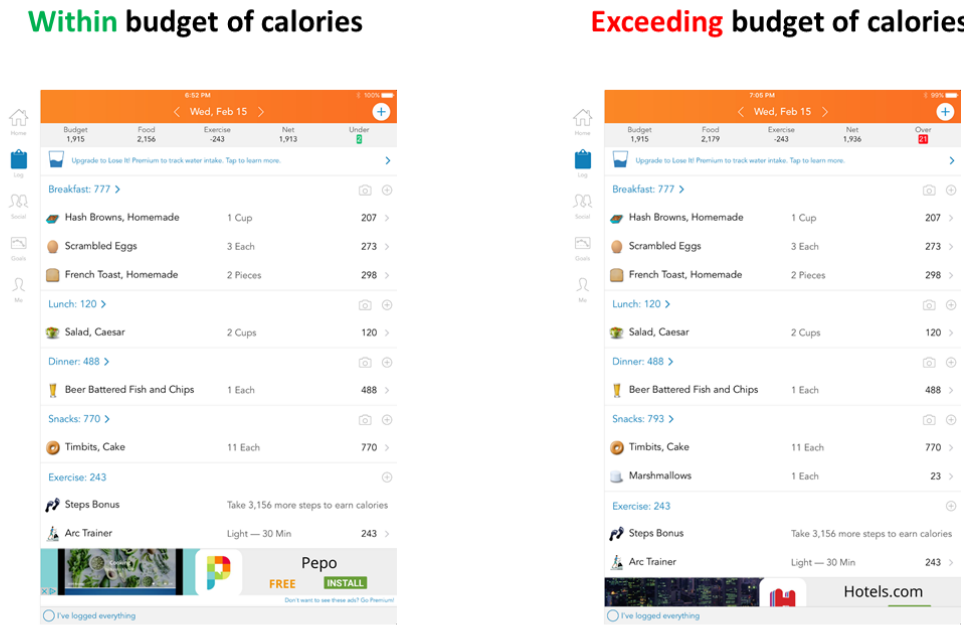 Within budget of calories
6:52 PM
100%
Wed, Feb 15
Budget Food Exercise Net Under
1,915 2,156 -243 1,913 2
Home
Log
Social
Goals
Me
Upgrade to Lose It! Premium to track water intake. Tap to learn more.
Breakfast: 777
Hash Browns, Homemade 1 Cup 207
Scrambled Eggs 3 Each 273
French Toast, Homemade 2 Pieces 298
Lunch: 120
Salad, Caesar 2 Cups 120
Dinner: 488
Beer Battered Fish and Chips 1 Each 488
Snacks: 770
Timbits, Cake 11 Each 770
Exercise: 243
Steps Bonus Take 3,156 more steps to earn calories
Arc Trainer Light — 30 Min 243
Pepo
FREE INSTALL
Don't want to see these ads? Go Premium!
I've logged everything
Exceeding budget of calories
7:05 PM
99%
Wed, Feb 15
Budget Food Exercise Net Over
1,915 2,179 -243 1,936 21
Home
Log
Social
Goals
Me
Upgrade to Lose It! Premium to track water intake. Tap to learn more.
Breakfast: 777
Hash Browns, Homemade 1 Cup 207
Scrambled Eggs 3 Each 273
French Toast, Homemade 2 Pieces 298
Lunch: 120
Salad, Caesar 2 Cups 120
Dinner: 488
Beer Battered Fish and Chips 1 Each 488
Snacks: 793
Timbits, Cake 11 Each 770
Marshmallows 1 Each 23
Exercise: 243
Steps Bonus Take 3,156 more steps to earn calories
Arc Trainer Light — 30 Min 243
Hotels.com
I've logged everything